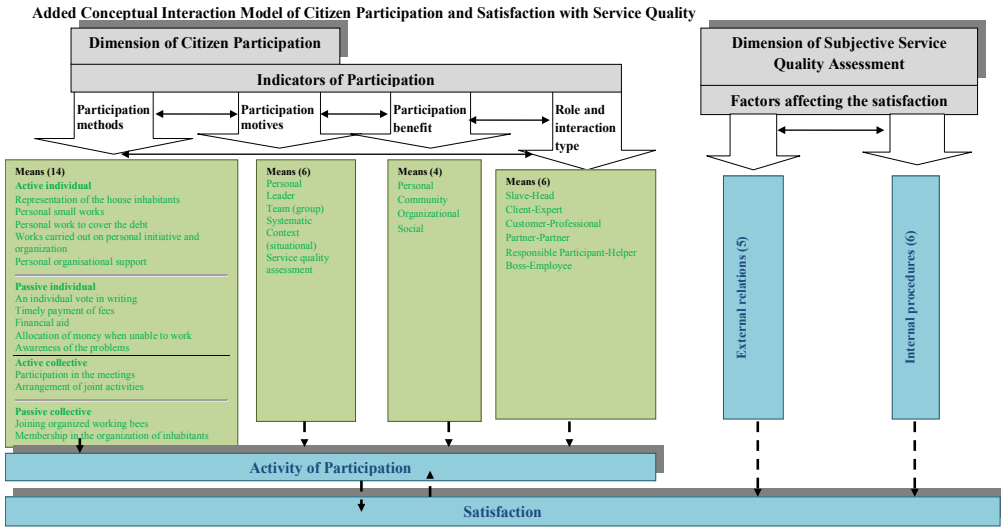 Added Conceptual Interaction Model of Citizen Participation and Satisfaction with Service Quality
Dimension of Citizen Participation
Indicators of Participation
Participation
methods
Participation
motives
Participation
benefit
Role and
interaction
type
Means (14)
Active individual
Representation of the house inhabitants
Personal small works
Personal work to cover the debt
Works carried out on personal initiative and
organization
Personal organisational support
Passive individual
An individual vote in writing
Timely payment of fees
Financial aid
Allocation of money when unable to work
Awareness of the problems
Active collective
Participation in the meetings
Arrangement of joint activities
Passive collective
Joining organized working bees
Membership in the organization of inhabitants
Means (6)
Personal
Leader
Team (group)
Systematic
Context
(situational)
Service quality
assessment
Means (4)
Personal
Community
Organizational
Social
Means (6)
Slave-Head
Client-Expert
Customer-Professional
Partner-Partner
Responsible Participant-Helper
Boss-Employee
Dimension of Subjective Service
Quality Assessment
Factors affecting the satisfaction
External relations (5)
Internal procedures (6)
Activity of Participation
Satisfaction